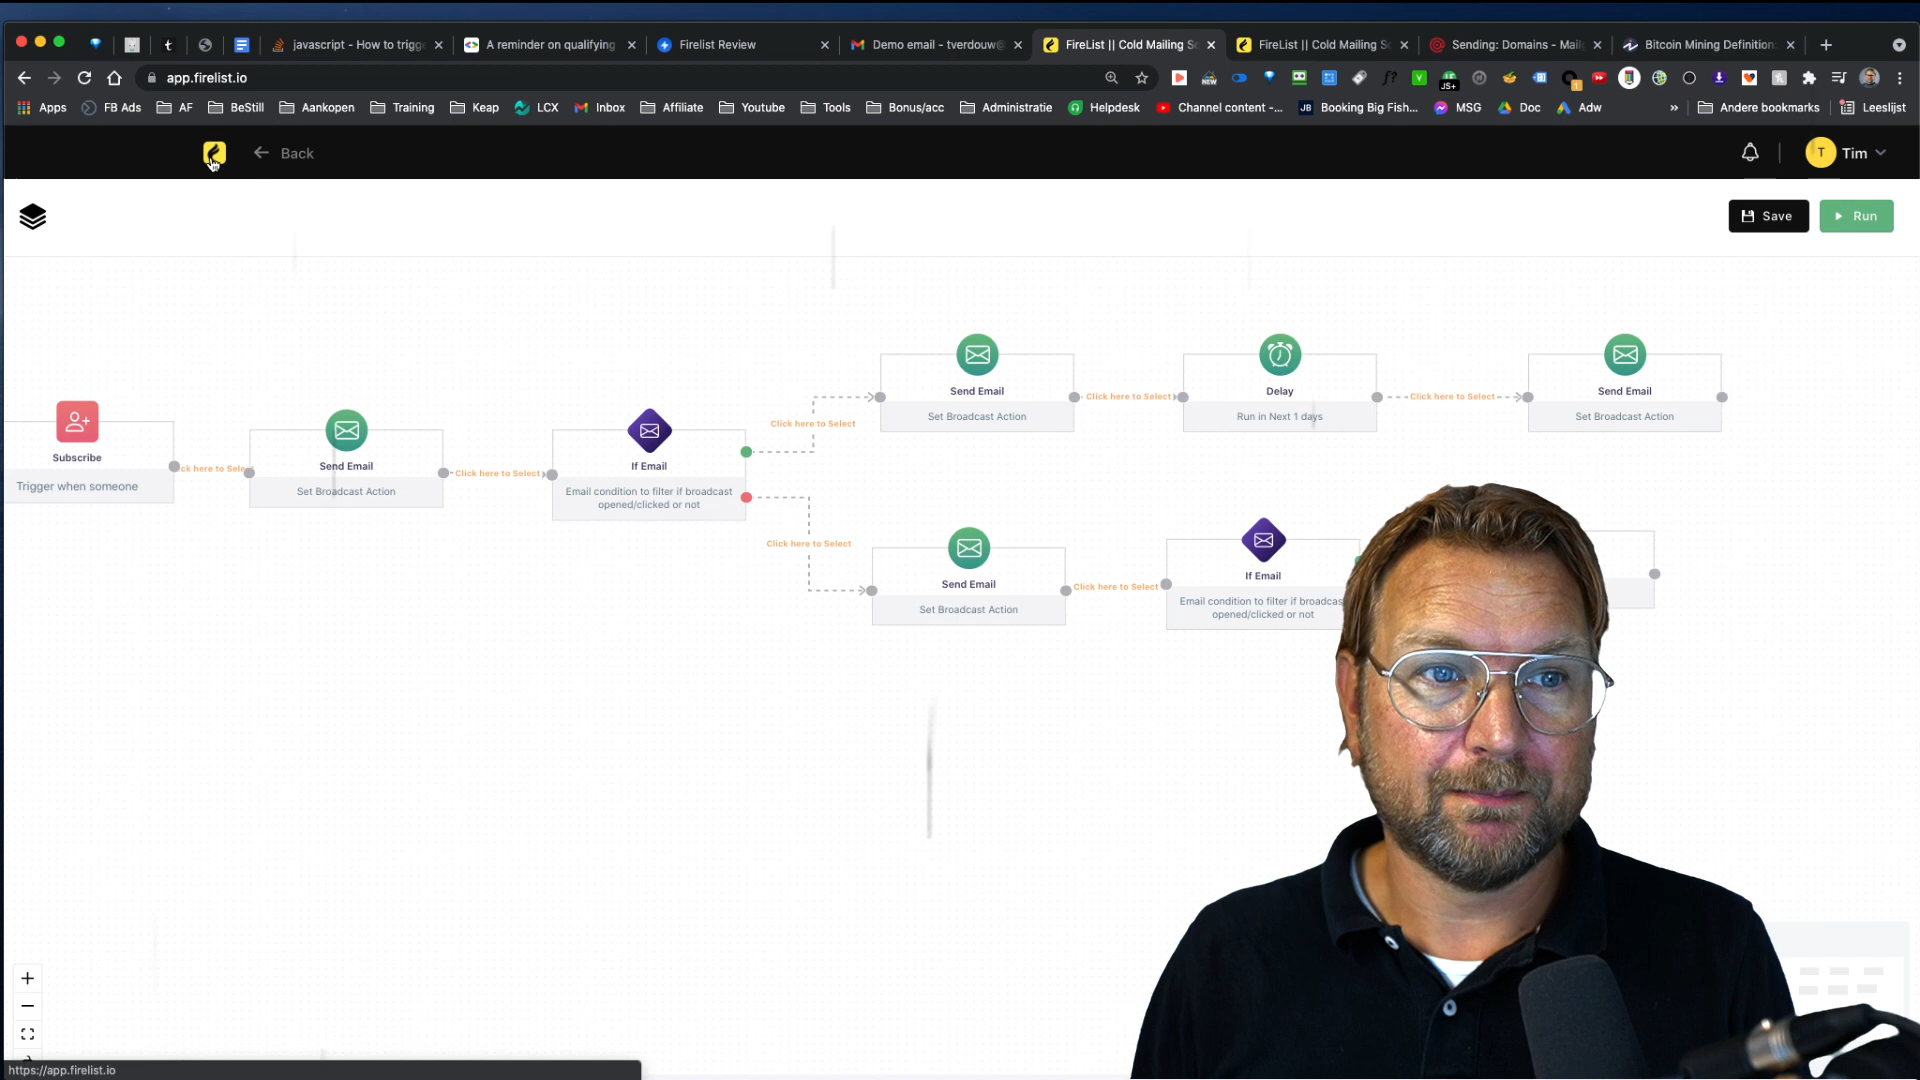 javascript - How to trigge
A reminder on qualifying
Firelist Review
Demo email - tverdouw@
FireList || Cold Mailing So
FireList || Cold Mailing So
Sending: Domains - Mail
Bitcoin Mining Definition
app.firelist.io
Apps
FB Ads
AF
BeStill
Aankopen
Training
Keap
LCX
Inbox
Affiliate
Youtube
Tools
Bonus/acc
Administratie
Helpdesk
Channel content -...
Booking Big Fish...
MSG
Doc
Adw
»
Andere bookmarks
Leeslijst
Back
T
Tim
Save
Run
Send Email
Set Broadcast Action
Click here to Select
Delay
Run in Next 1 days
Click here to Select
Send Email
Set Broadcast Action
Subscribe
Trigger when someone
ck here to Selec
Send Email
Set Broadcast Action
Click here to Select
If Email
Email condition to filter if broadcast
opened/clicked or not
Click here to Select
Click here to Select
Send Email
Set Broadcast Action
Click here to Select
If Email
Email condition to filter if broadcas
opened/clicked or not
https://app.firelist.io